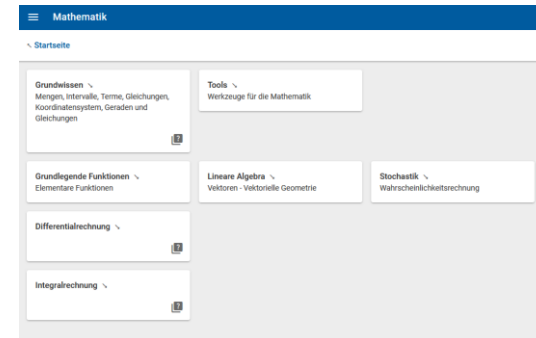 Mathematik
Startseite
Grundwissen
Mengen, Intervalle, Terme, Gleichungen,
Koordinatensystem, Geraden und
Gleichungen
Tools
Werkzeuge für die Mathematik
Grundlegende Funktionen
Elementare Funktionen
Lineare Algebra
Vektoren - Vektorielle Geometrie
Stochastik
Wahrscheinlichkeitsrechnung
Differentialrechnung
Integralrechnung